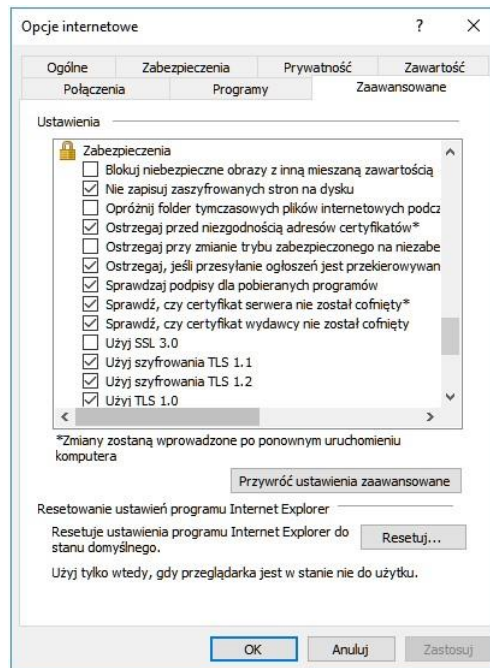 Opcje internetowe
Ogólne Zabezpieczenia Prywatność Zawartość
Połączenia Programy Zaawansowane
Ustawienia
Zabezpieczenia
Blokuj niebezpieczne obrazy z inną mieszaną zawartością
Nie zapisuj zaszyfrowanych stron na dysku
Opróżnij folder tymczasowych plików internetowych podcz
Ostrzegaj przed niezgodnością adresów certyfikatów*
Ostrzegaj przy zmianie trybu zabezpieczonego na niezabe
Ostrzegaj, jeśli przesyłanie ogłoszeń jest przekierowywan
Sprawdzaj podpisy dla pobieranych programów
Sprawdź, czy certyfikat serwera nie został cofnięty*
Sprawdź, czy certyfikat wydawcy nie został cofnięty
Użyj SSL 3.0
Użyj szyfrowania TLS 1.1
Użyj szyfrowania TLS 1.2
Użyj TLS 1.0
*Zmiany zostaną wprowadzone po ponownym uruchomieniu
komputera
Przywróć ustawienia zaawansowane
Resetowanie ustawień programu Internet Explorer
Resetuje ustawienia programu Internet Explorer do
stanu domyślnego.
Resetuj...
Użyj tylko wtedy, gdy przeglądarka jest w stanie nie do użytku.
OK Anuluj Zastosuj